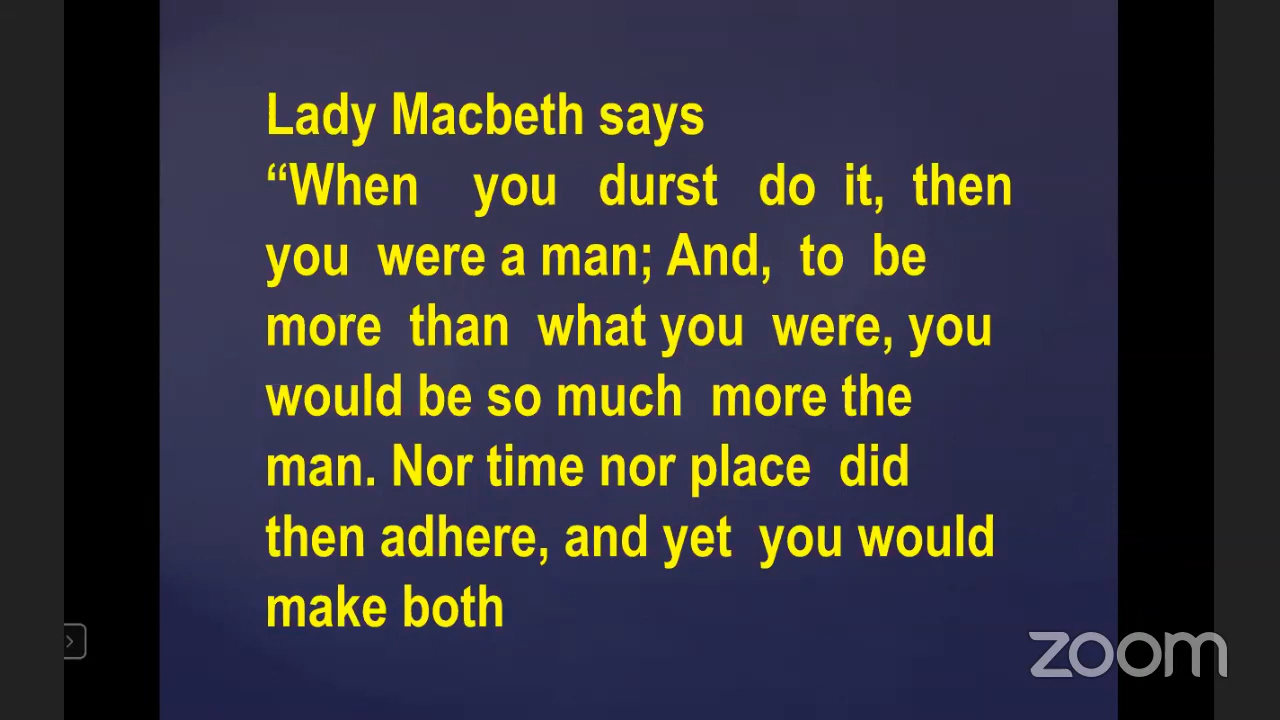 Lady Macbeth says
“When you durst do it, then
you were a man; And, to be
more than what you were, you
would be so much more the
man. Nor time nor place did
then adhere, and yet you would
make both
zoom